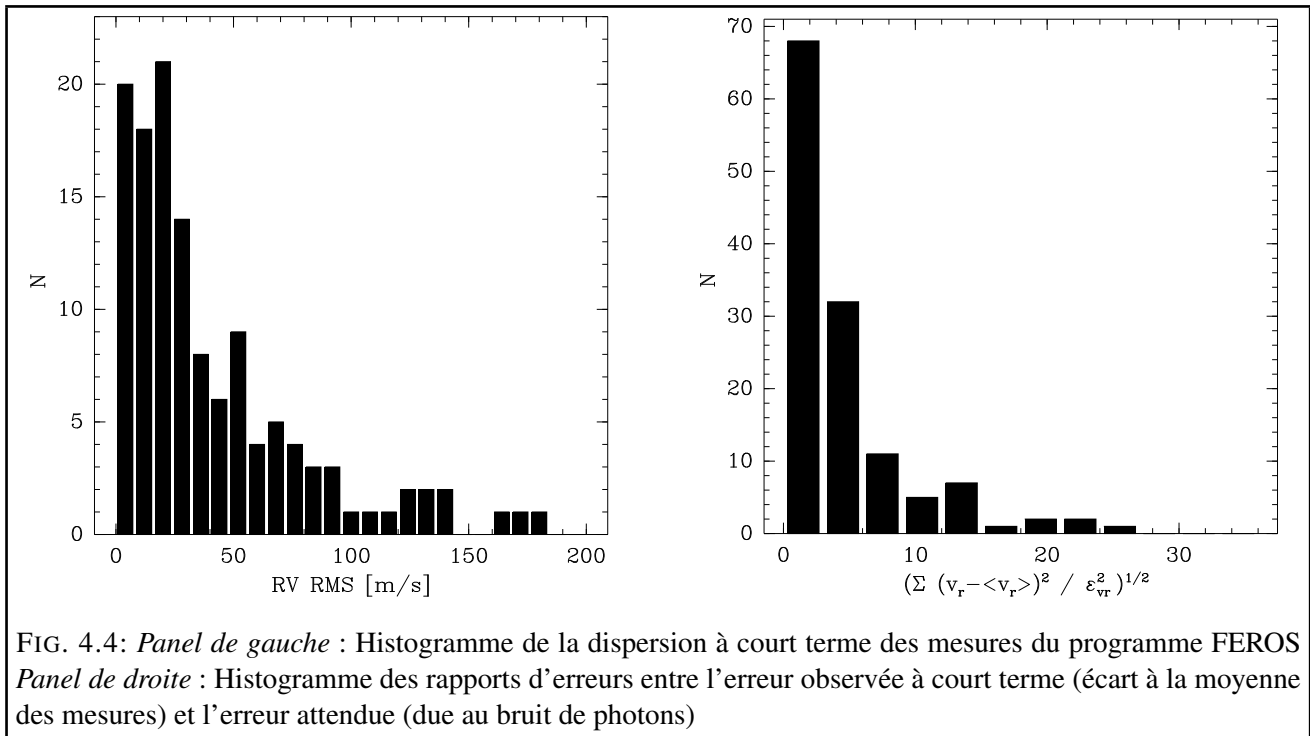 20
15
10
5
0
N
0 50 100 150 200
RV RMS [m/s]
70
60
50
40
30
20
10
0
N
0 10 20 30
(Σ (v_r−<v_r>)² / ε²_vr)^1/2
FIG. 4.4: Panel de gauche : Histogramme de la dispersion à court terme des mesures du programme FEROS
Panel de droite : Histogramme des rapports d'erreurs entre l'erreur observée à court terme (écart à la moyenne
des mesures) et l'erreur attendue (due au bruit de photons)